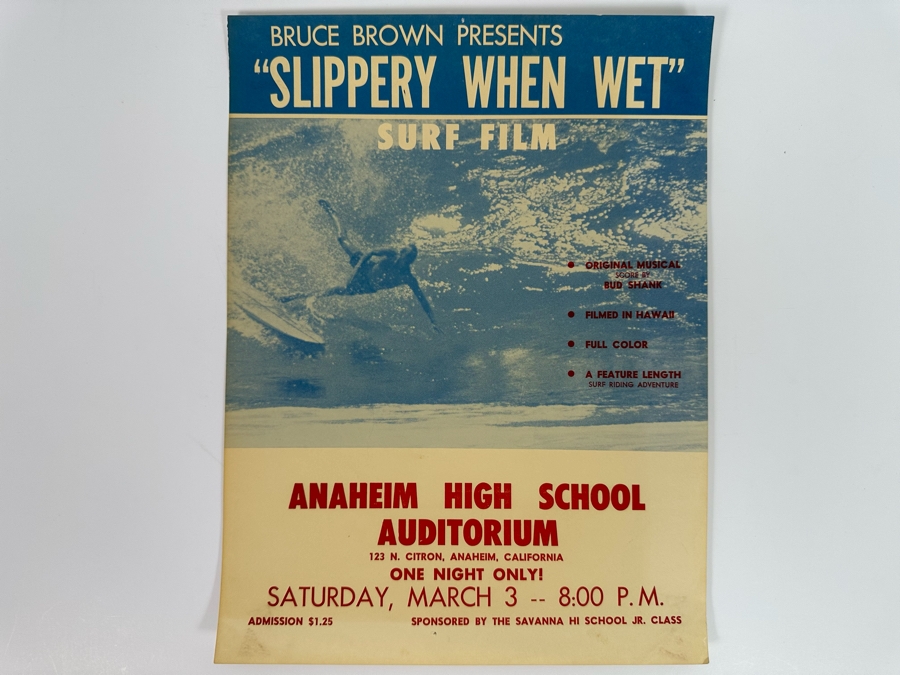 BRUCE BROWN PRESENTS
“SLIPPERY WHEN WET”
SURF FILM
• ORIGINAL MUSICAL
SCORE BY
BUD SHANK
• FILMED IN HAWAII
• FULL COLOR
• A FEATURE LENGTH
SURF RIDING ADVENTURE
ANAHEIM HIGH SCHOOL
AUDITORIUM
123 N. CITRON, ANAHEIM, CALIFORNIA
ONE NIGHT ONLY!
SATURDAY, MARCH 3 -- 8:00 P.M.
ADMISSION $1.25 SPONSORED BY THE SAVANNA HI SCHOOL JR. CLASS